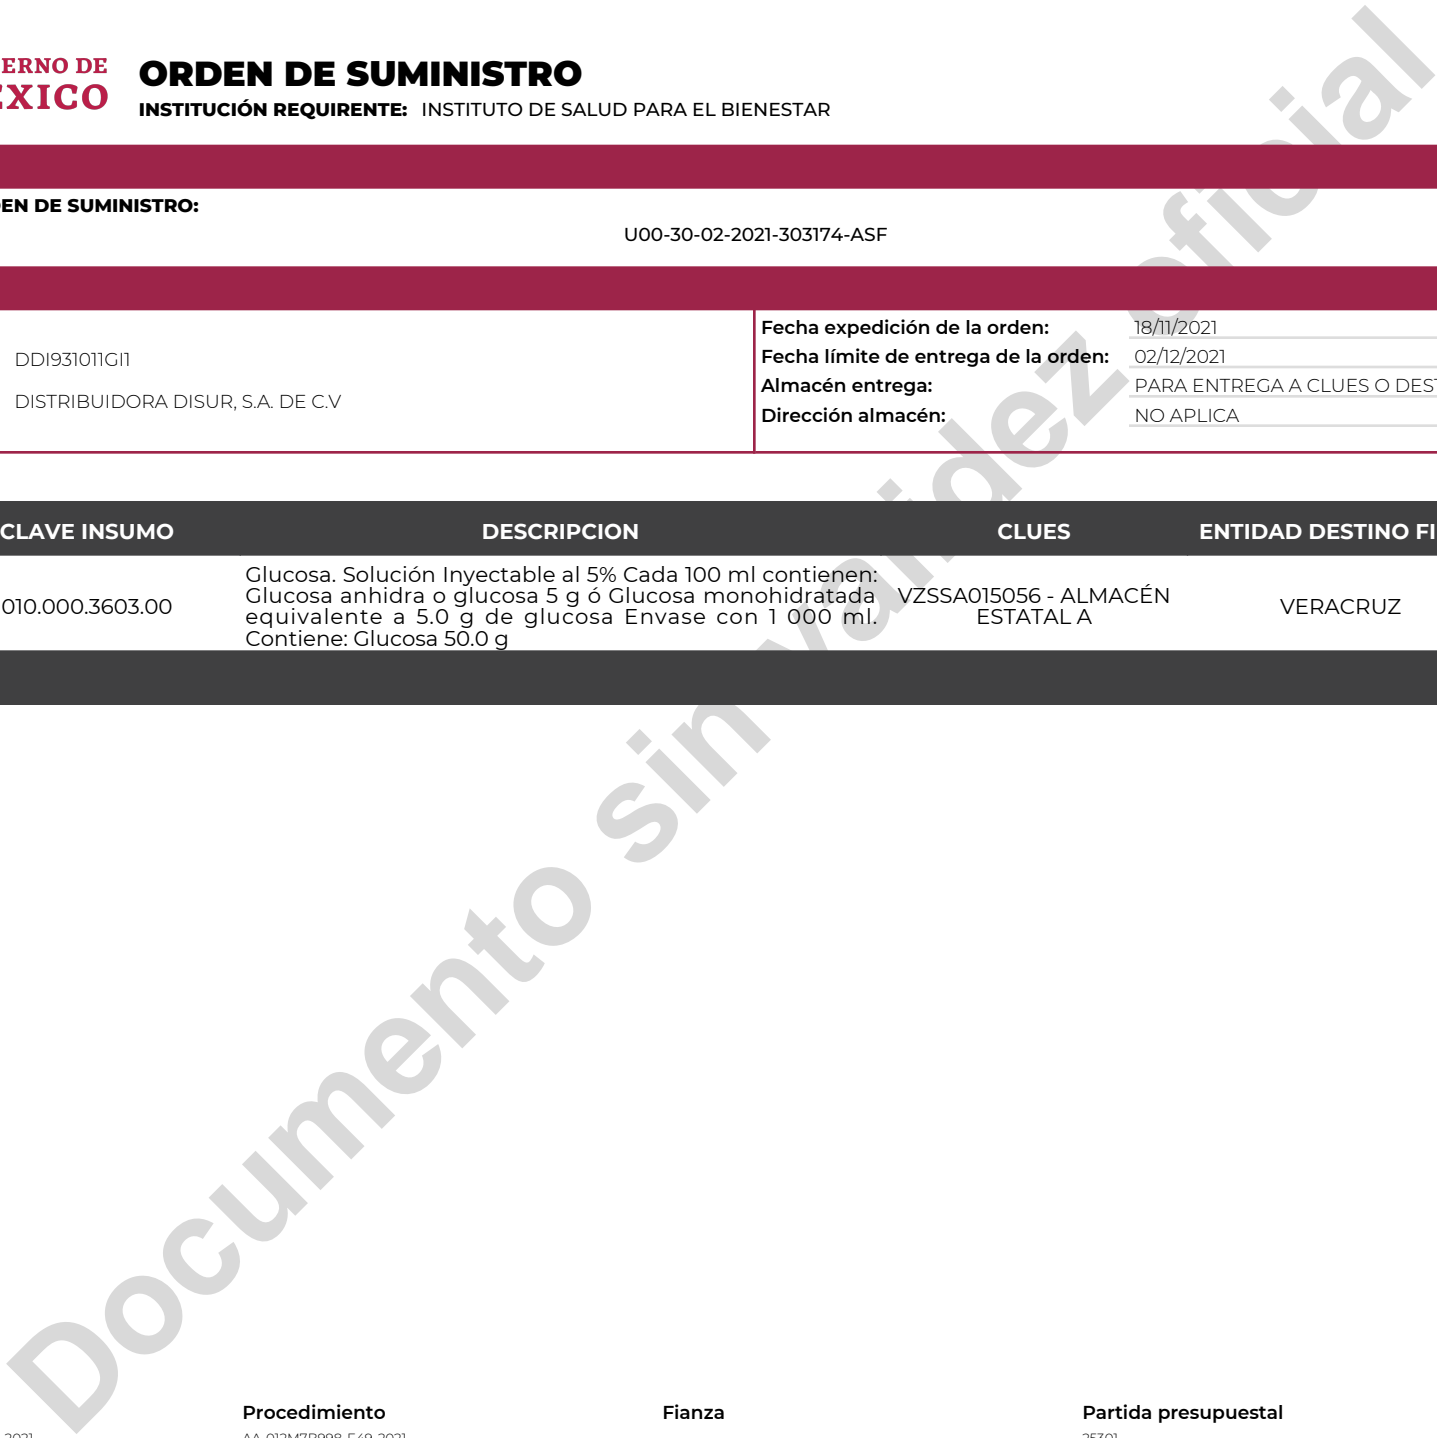 ERNO DE
ÉXICO
ORDEN DE SUMINISTRO
INSTITUCIÓN REQUIRENTE: INSTITUTO DE SALUD PARA EL BIENESTAR
EN DE SUMINISTRO:
U00-30-02-2021-303174-ASF
DDI931011GI1
DISTRIBUIDORA DISUR, S.A. DE C.V
Fecha expedición de la orden: 18/11/2021
Fecha límite de entrega de la orden: 02/12/2021
Almacén entrega: PARA ENTREGA A CLUES O DEST
Dirección almacén: NO APLICA
CLAVE INSUMO DESCRIPCION CLUES ENTIDAD DESTINO FI
010.000.3603.00
Glucosa. Solución Inyectable al 5% Cada 100 ml contienen:
Glucosa anhidra o glucosa 5 g ó Glucosa monohidratada
equivalente a 5.0 g de glucosa Envase con 1 000 ml.
Contiene: Glucosa 50.0 g
VZSSA015056 - ALMACÉN
ESTATAL A
VERACRUZ
Documento sin validez oficial
Procedimiento Fianza Partida presupuestal